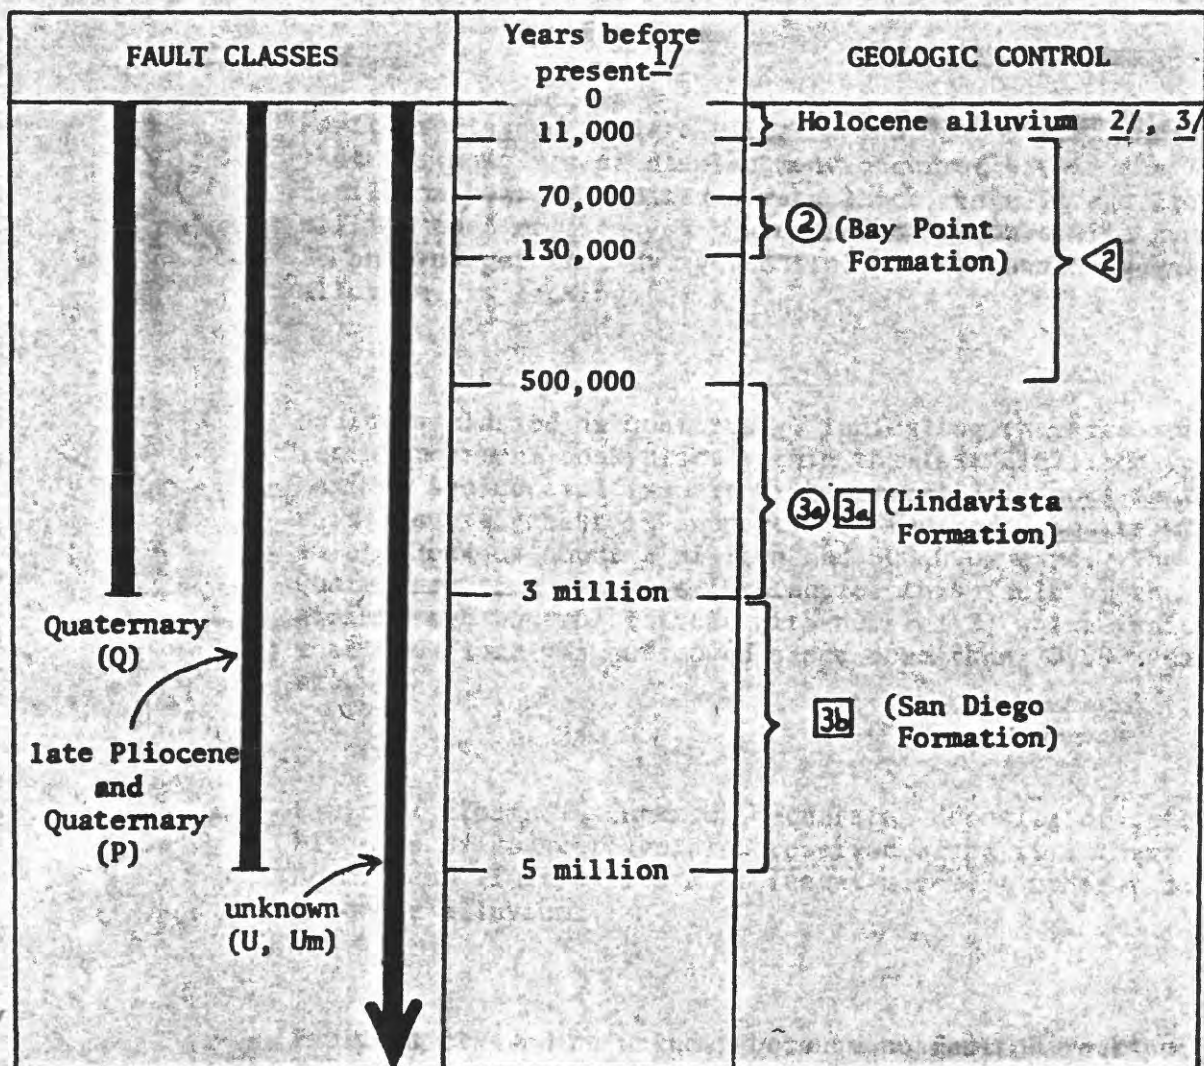 FAULT CLASSES
Years before
present 1/
GEOLOGIC CONTROL
0
11,000
70,000
130,000
500,000
3 million
5 million
Holocene alluvium 2/, 3/
2 (Bay Point
Formation)
2
3a 3a (Lindavista
Formation)
3b (San Diego
Formation)
Quaternary
(Q)
late Pliocene
and
Quaternary
(P)
unknown
(U, Um)